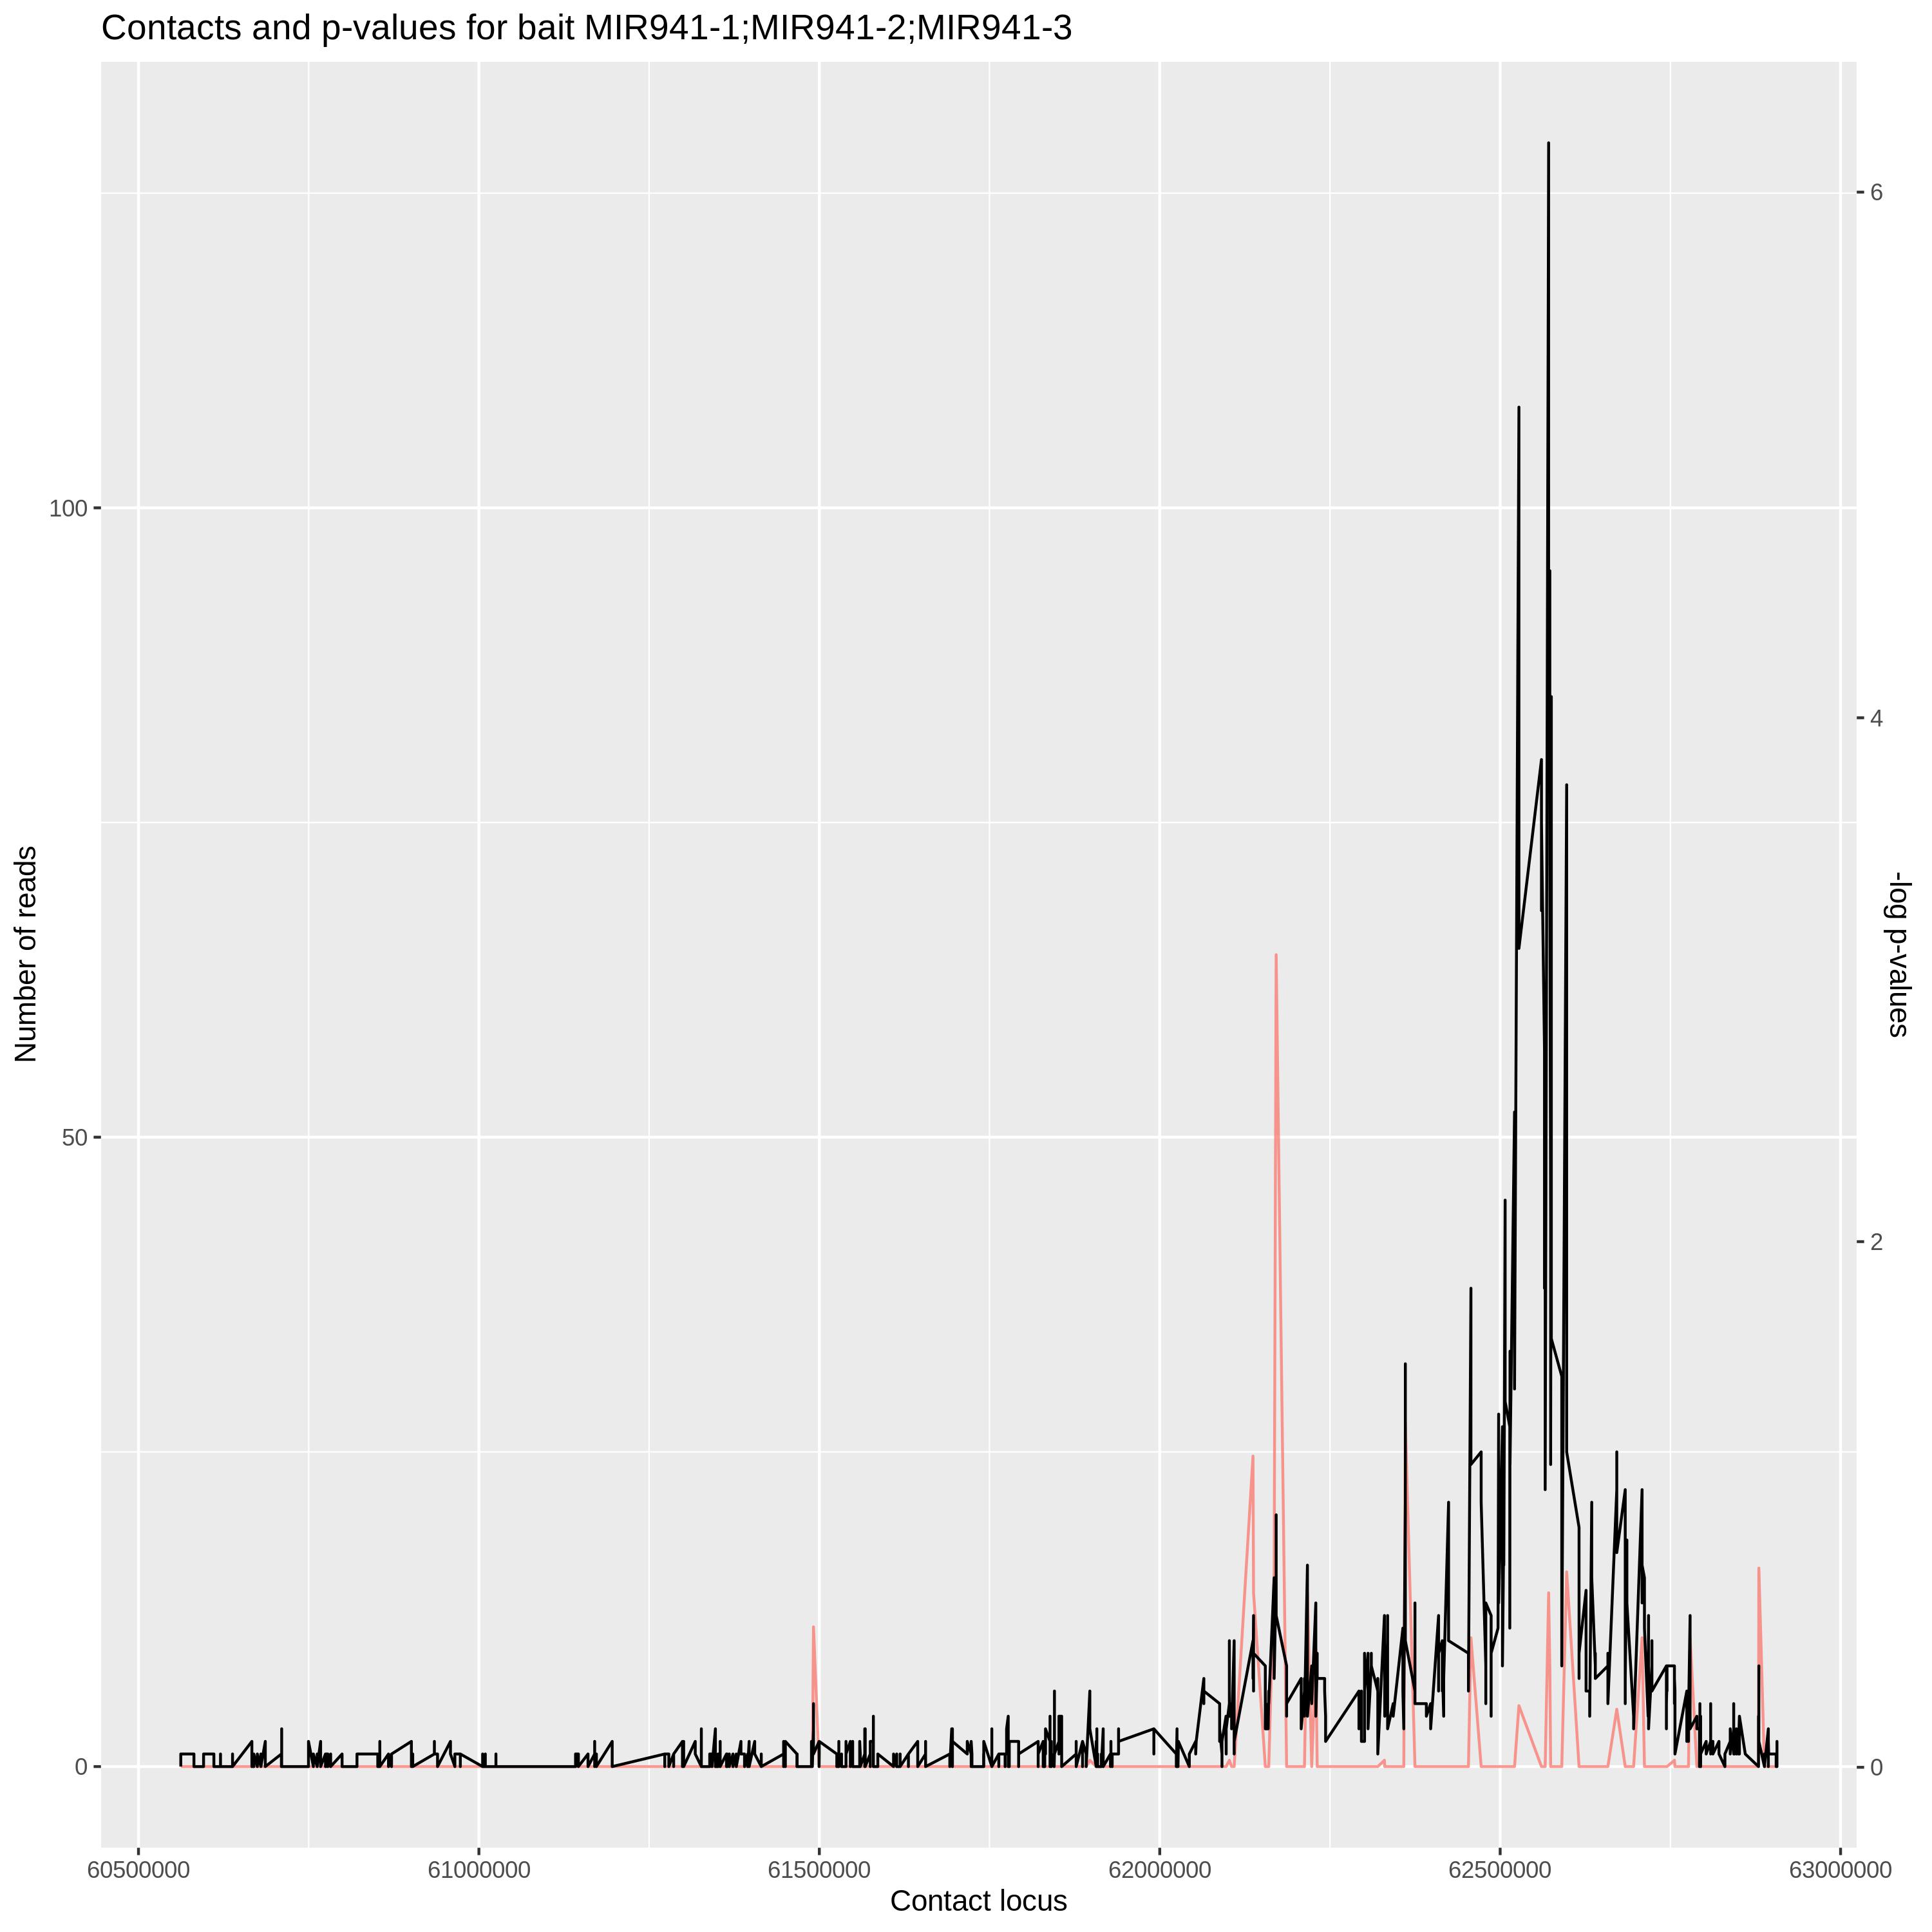 Contacts and p-values for bait MIR941-1;MIR941-2;MIR941-3
Number of reads
100
50
0
6
4
2
0
-log p-values
60500000 61000000 61500000 62000000 62500000 63000000
Contact locus